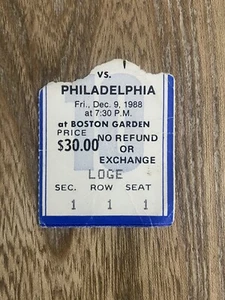 VS.
PHILADELPHIA
Fri., Dec. 9, 1988
at 7:30 P.M.
at BOSTON GARDEN
PRICE NO REFUND
$30.00 OR
EXCHANGE
LOGE
SEC. ROW SEAT
1 1 1